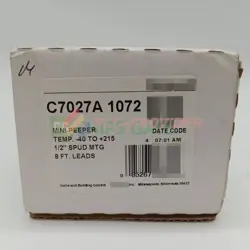 C7027A 1072
MINI-PEEPER
DATE CODE
TEMP. -40 TO +215
4 07:01 AM
1/2" SPUD MTG
8 FT. LEADS